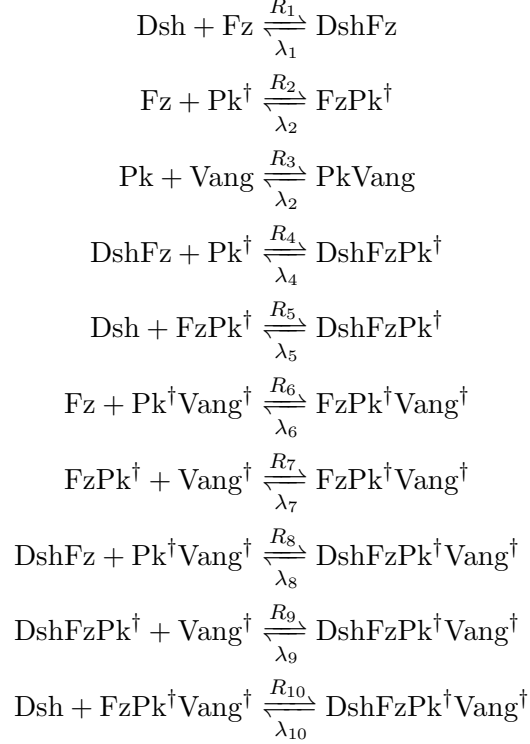 Dsh + Fz ⇌ DshFz R₁ λ₁
Fz + Pk† ⇌ FzPk† R₂ λ₂
Pk + Vang ⇌ PkVang R₃ λ₂
DshFz + Pk† ⇌ DshFzPk† R₄ λ₄
Dsh + FzPk† ⇌ DshFzPk† R₅ λ₅
Fz + Pk†Vang† ⇌ FzPk†Vang† R₆ λ₆
FzPk† + Vang† ⇌ FzPk†Vang† R₇ λ₇
DshFz + Pk†Vang† ⇌ DshFzPk†Vang† R₈ λ₈
DshFzPk† + Vang† ⇌ DshFzPk†Vang† R₉ λ₉
Dsh + FzPk†Vang† ⇌ DshFzPk†Vang† R₁₀ λ₁₀